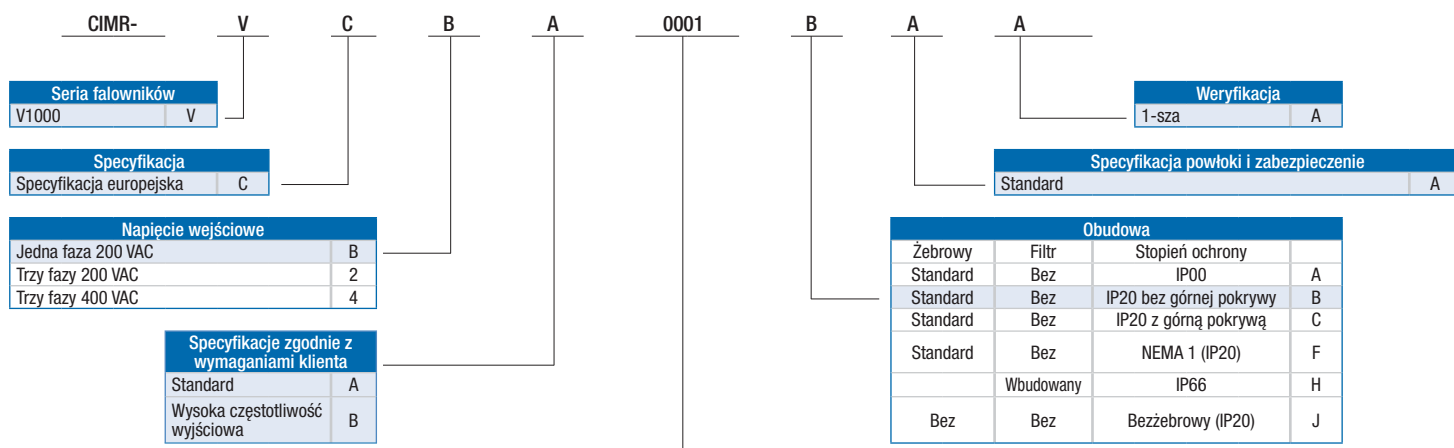 CIMR- V C B A 0001 B A A
Seria falowników
V1000 V
Weryfikacja
1-sza A
Specyfikacja
Specyfikacja europejska C
Specyfikacja powłoki i zabezpieczenie
Standard A
Napięcie wejściowe
Jedna faza 200 VAC B
Trzy fazy 200 VAC 2
Trzy fazy 400 VAC 4
Obudowa
Żebrowy Filtr Stopień ochrony
Standard Bez IP00 A
Standard Bez IP20 bez górnej pokrywy B
Standard Bez IP20 z górną pokrywą C
Standard Bez NEMA 1 (IP20) F
Wbudowany IP66 H
Bez Bez Bezżebrowy (IP20) J
Specyfikacje zgodnie z
wymaganiami klienta
Standard A
Wysoka częstotliwość
wyjściowa B